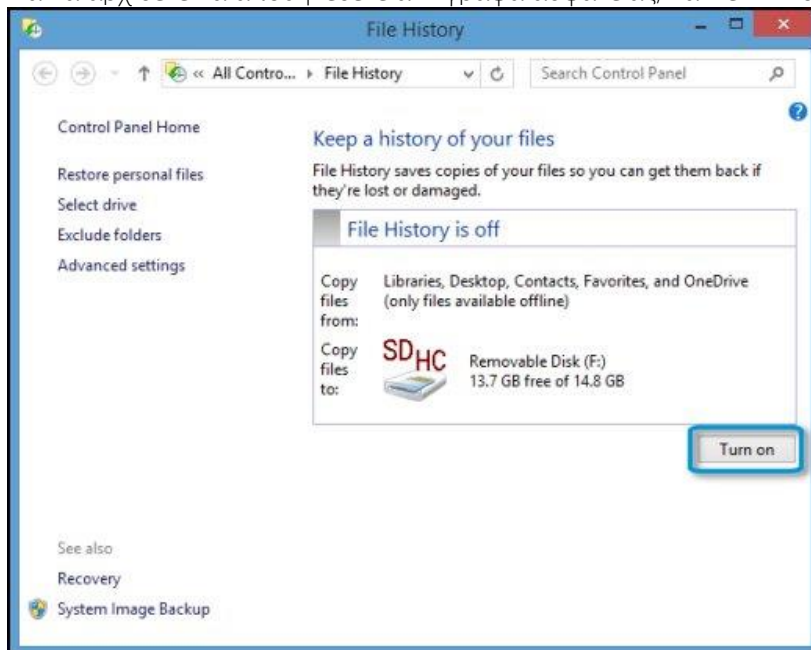 File History
« All Contro... ▸ File History
Search Control Panel
Control Panel Home
Restore personal files
Select drive
Exclude folders
Advanced settings
Keep a history of your files
File History saves copies of your files so you can get them back if
they're lost or damaged.
File History is off
Copy files from:
Libraries, Desktop, Contacts, Favorites, and OneDrive
(only files available offline)
Copy files to:
SDHC
Removable Disk (F:)
13.7 GB free of 14.8 GB
Turn on
See also
Recovery
System Image Backup